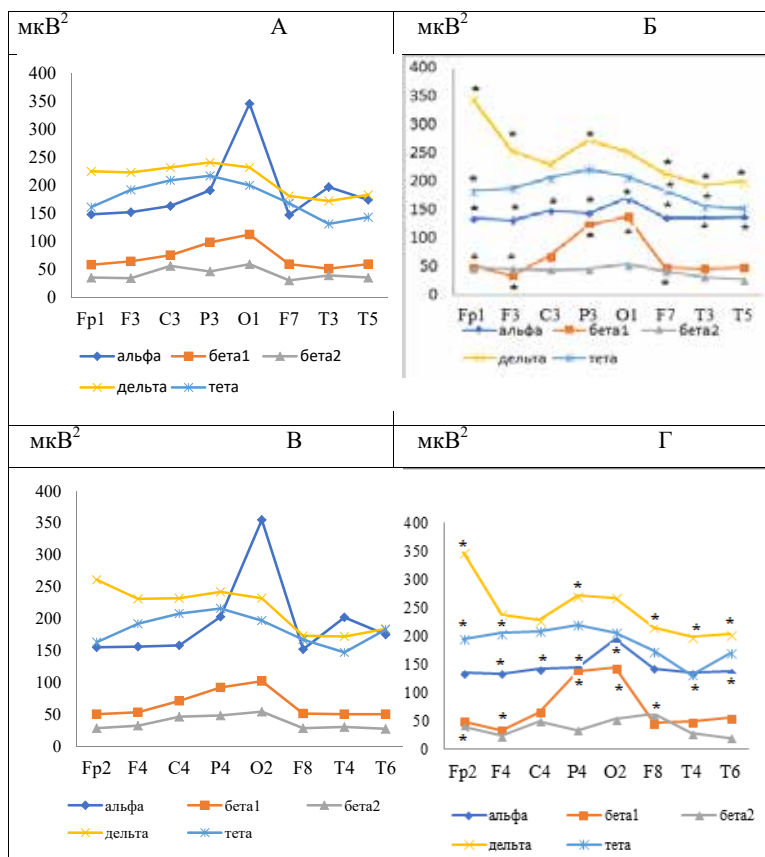 мкВ² А
400
350
300
250
200
150
100
50
0
Fp1 F3 C3 P3 O1 F7 T3 T5
альфа бета1 бета2
дельта тета
мкВ² Б
400
350
300
250
200
150
100
50
0
* * * * * *
* * * *
* * * * * * * *
* * * * *
Fp1 F3 C3 P3 O1 F7 T3 T5
альфа бета1 бета2
дельта тета
мкВ² В
400
350
300
250
200
150
100
50
0
Fp2 F4 C4 P4 O2 F8 T4 T6
альфа бета1 бета2
дельта тета
мкВ² Г
400
350
300
250
200
150
100
50
0
* * * * *
* *
* * * * * *
* * * * *
Fp2 F4 C4 P4 O2 F8 T4 T6
альфа бета1 бета2
дельта тета